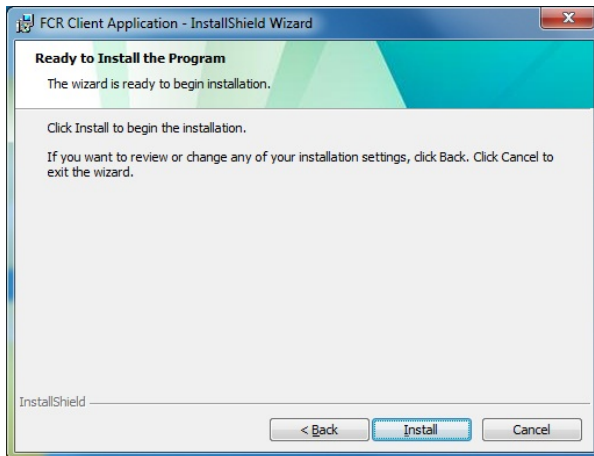 FCR Client Application - InstallShield Wizard
Ready to Install the Program
The wizard is ready to begin installation.
Click Install to begin the installation.
If you want to review or change any of your installation settings, click Back. Click Cancel to
exit the wizard.
InstallShield
< Back Install Cancel